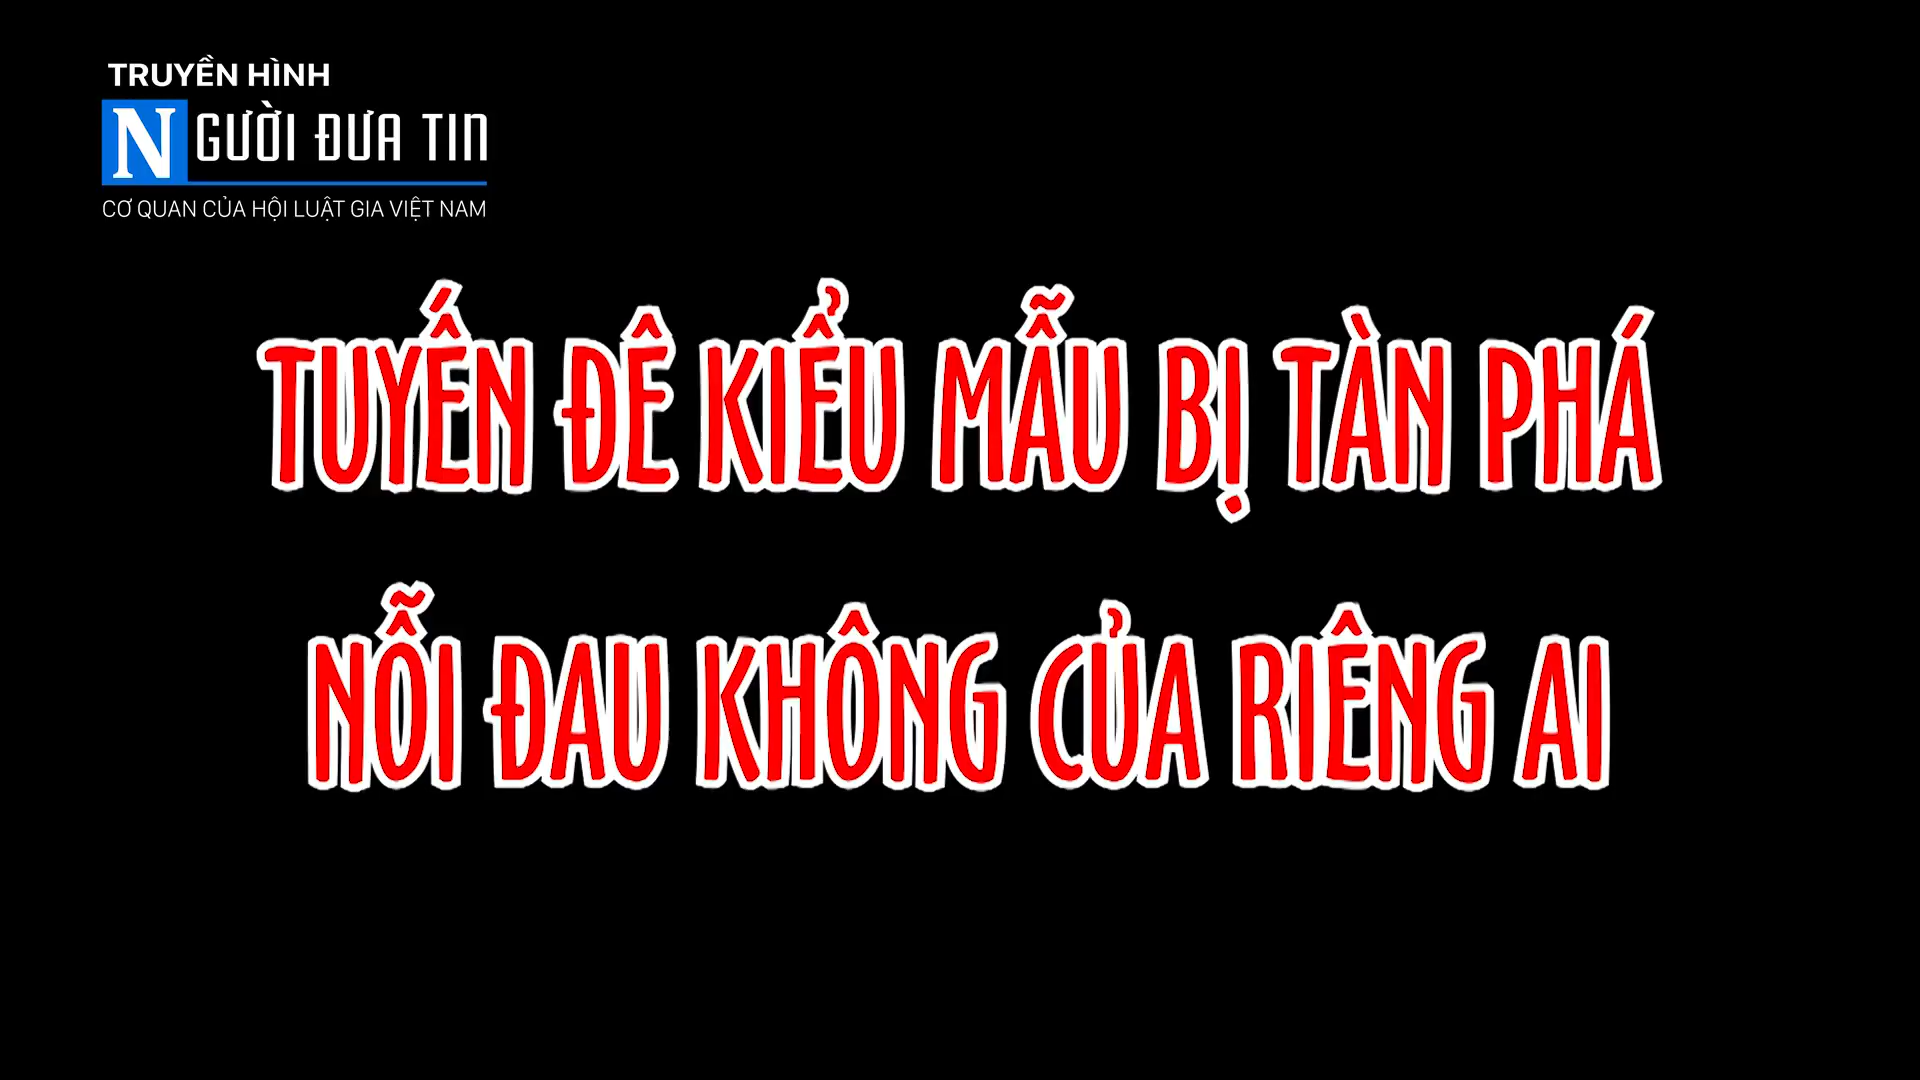 TRUYỀN HÌNH
NGƯỜI ĐƯA TIN
CƠ QUAN CỦA HỘI LUẬT GIA VIỆT NAM
TUYẾN ĐÊ KIỂU MẪU BỊ TÀN PHÁ
NỖI ĐAU KHÔNG CỦA RIÊNG AI